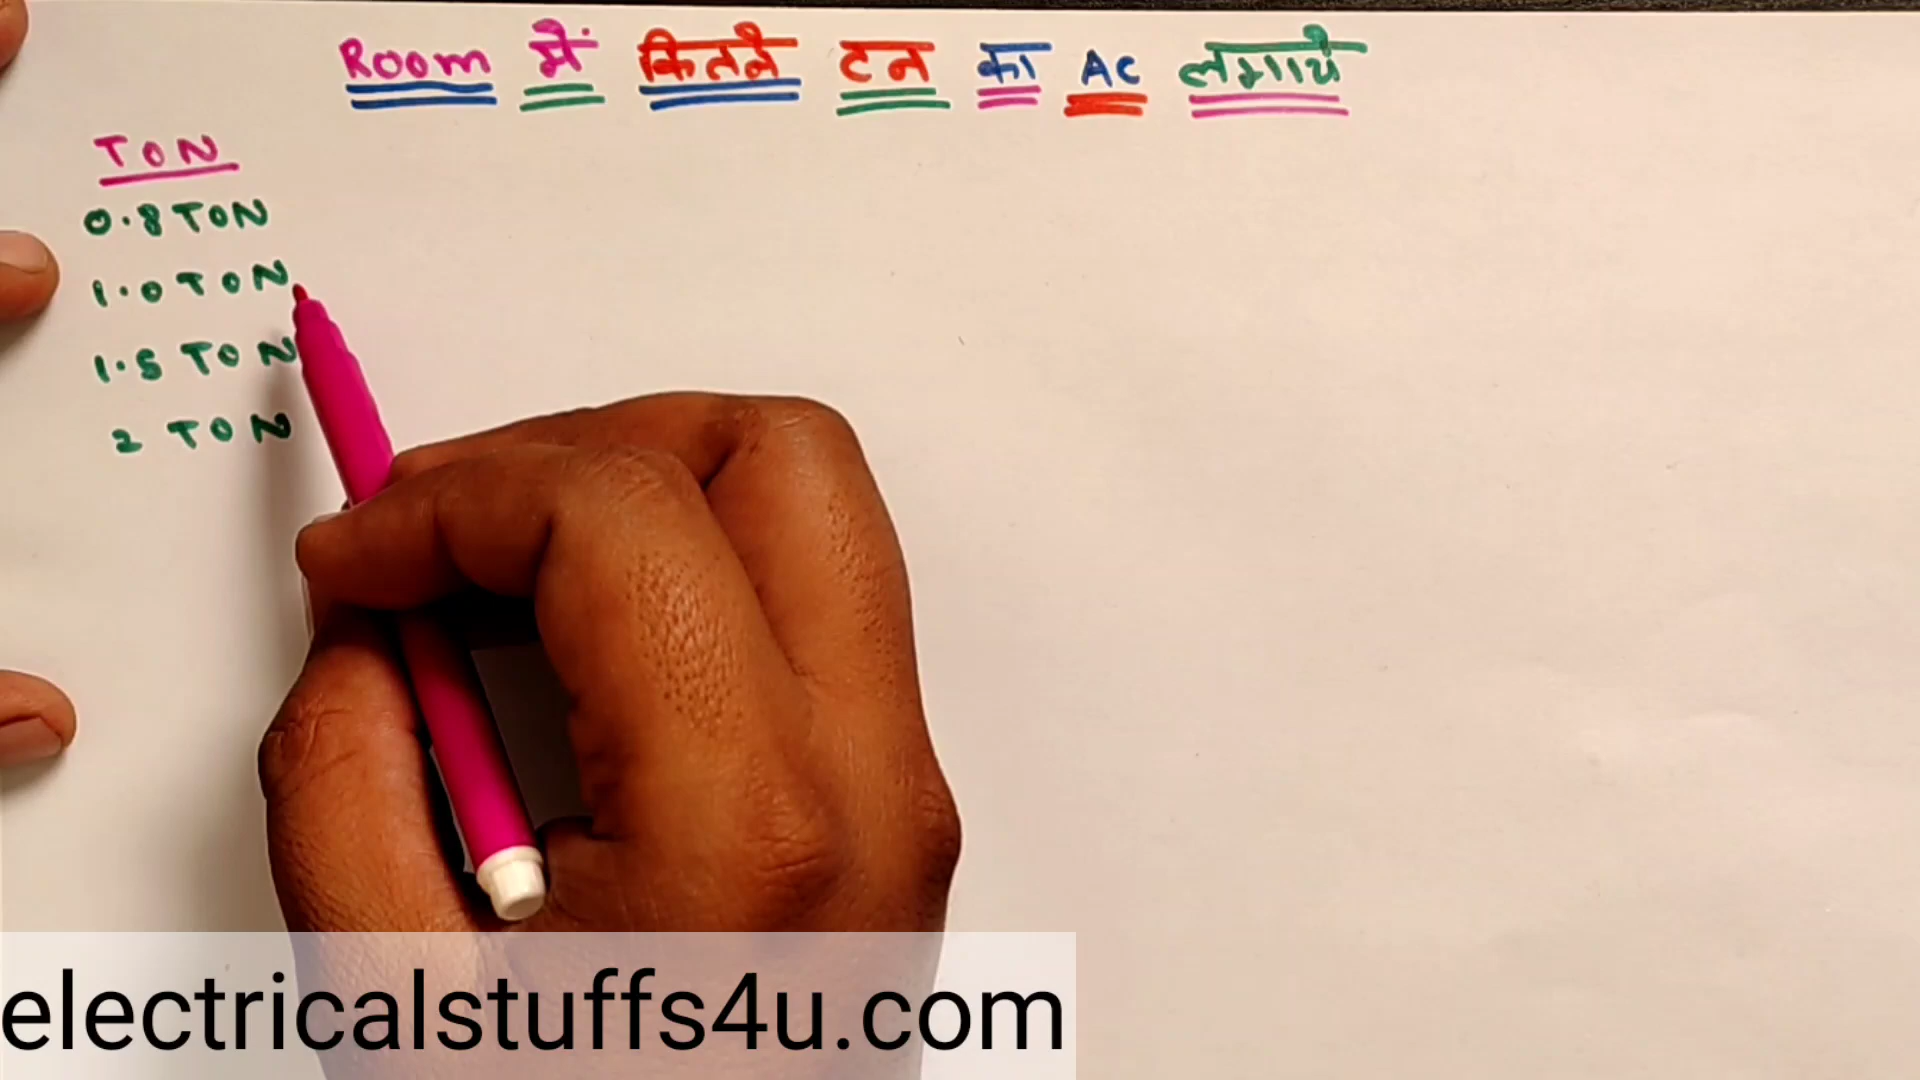 Room में कितने टन का AC लगाये
TON
0.8 TON
1.0 TON
1.5 TON
2 TON
electricalstuffs4u.com